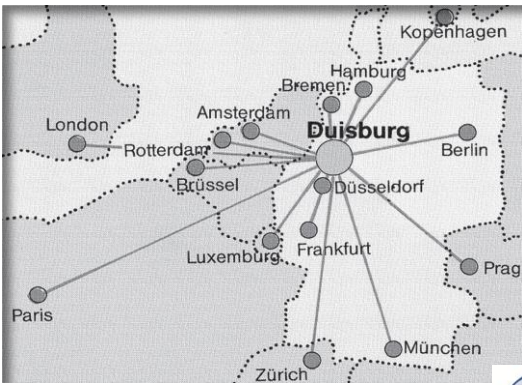 Kopenhagen
Hamburg
Bremen
Amsterdam
London
Duisburg
Rotterdam
Berlin
Brüssel
Düsseldorf
Luxemburg
Frankfurt
Prag
Paris
München
Zürich